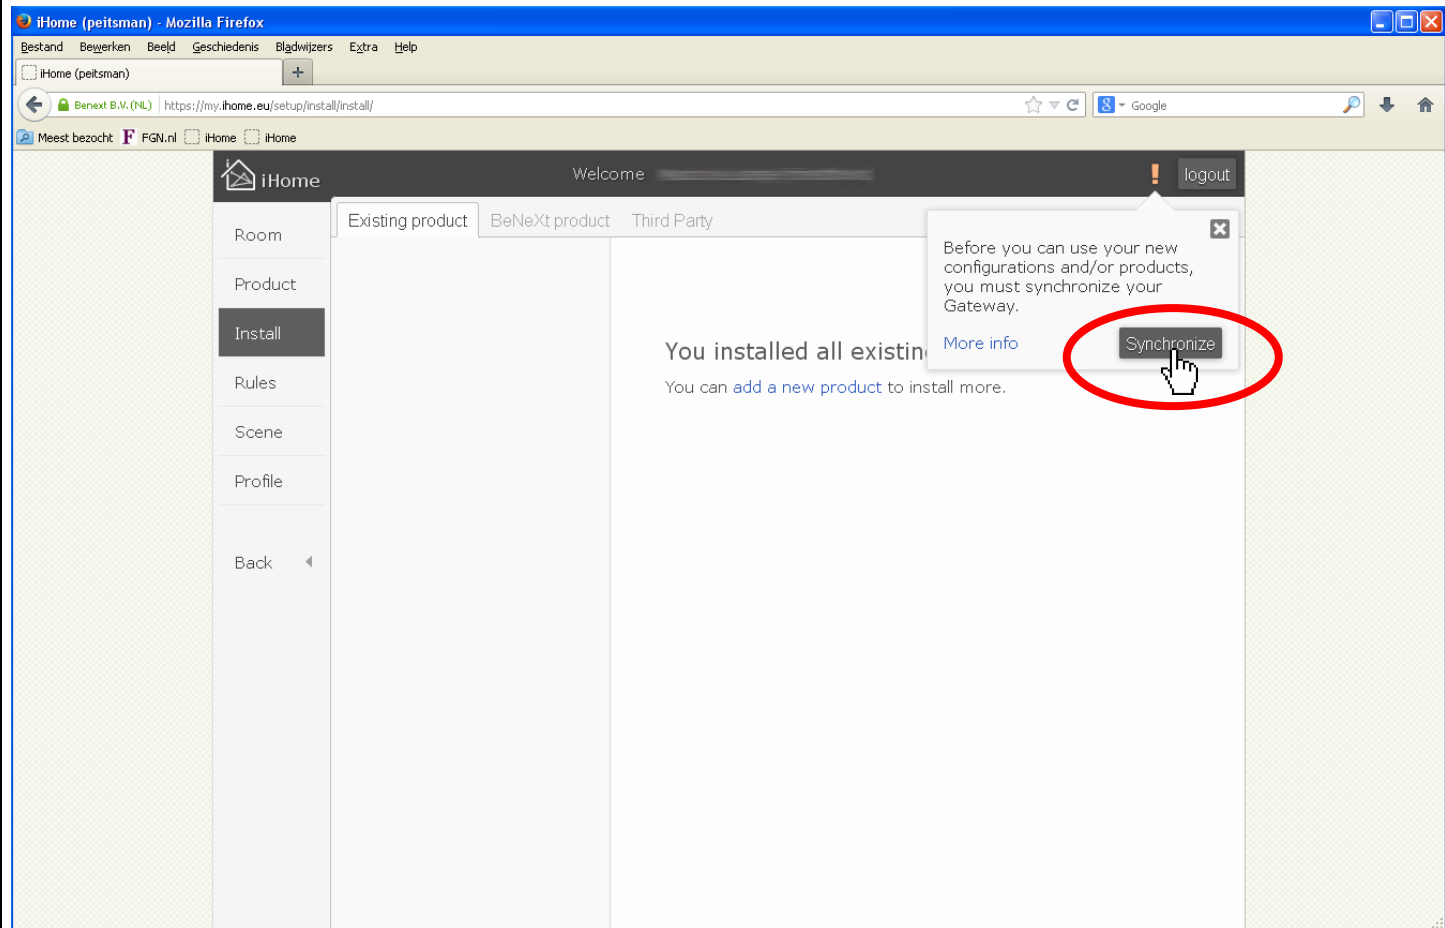 iHome (peitsman) - Mozilla Firefox
Bestand Bewerken Beeld Geschiedenis Bladwijzers Extra Help
iHome (peitsman) +
Benext B.V. (NL) https://my.ihome.eu/setup/install/install/ 8 Google
Meest bezocht F FGN.nl iHome iHome
iHome Welcome ! logout
Existing product BeNeXt product Third Party
Room
Product
Install
Rules
Scene
Profile
Back
Before you can use your new
configurations and/or products,
you must synchronize your
Gateway.
More info Synchronize
You installed all existin
You can add a new product to install more.